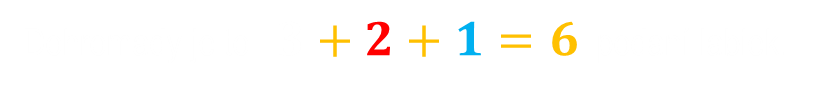 + 2 + 1 = 6